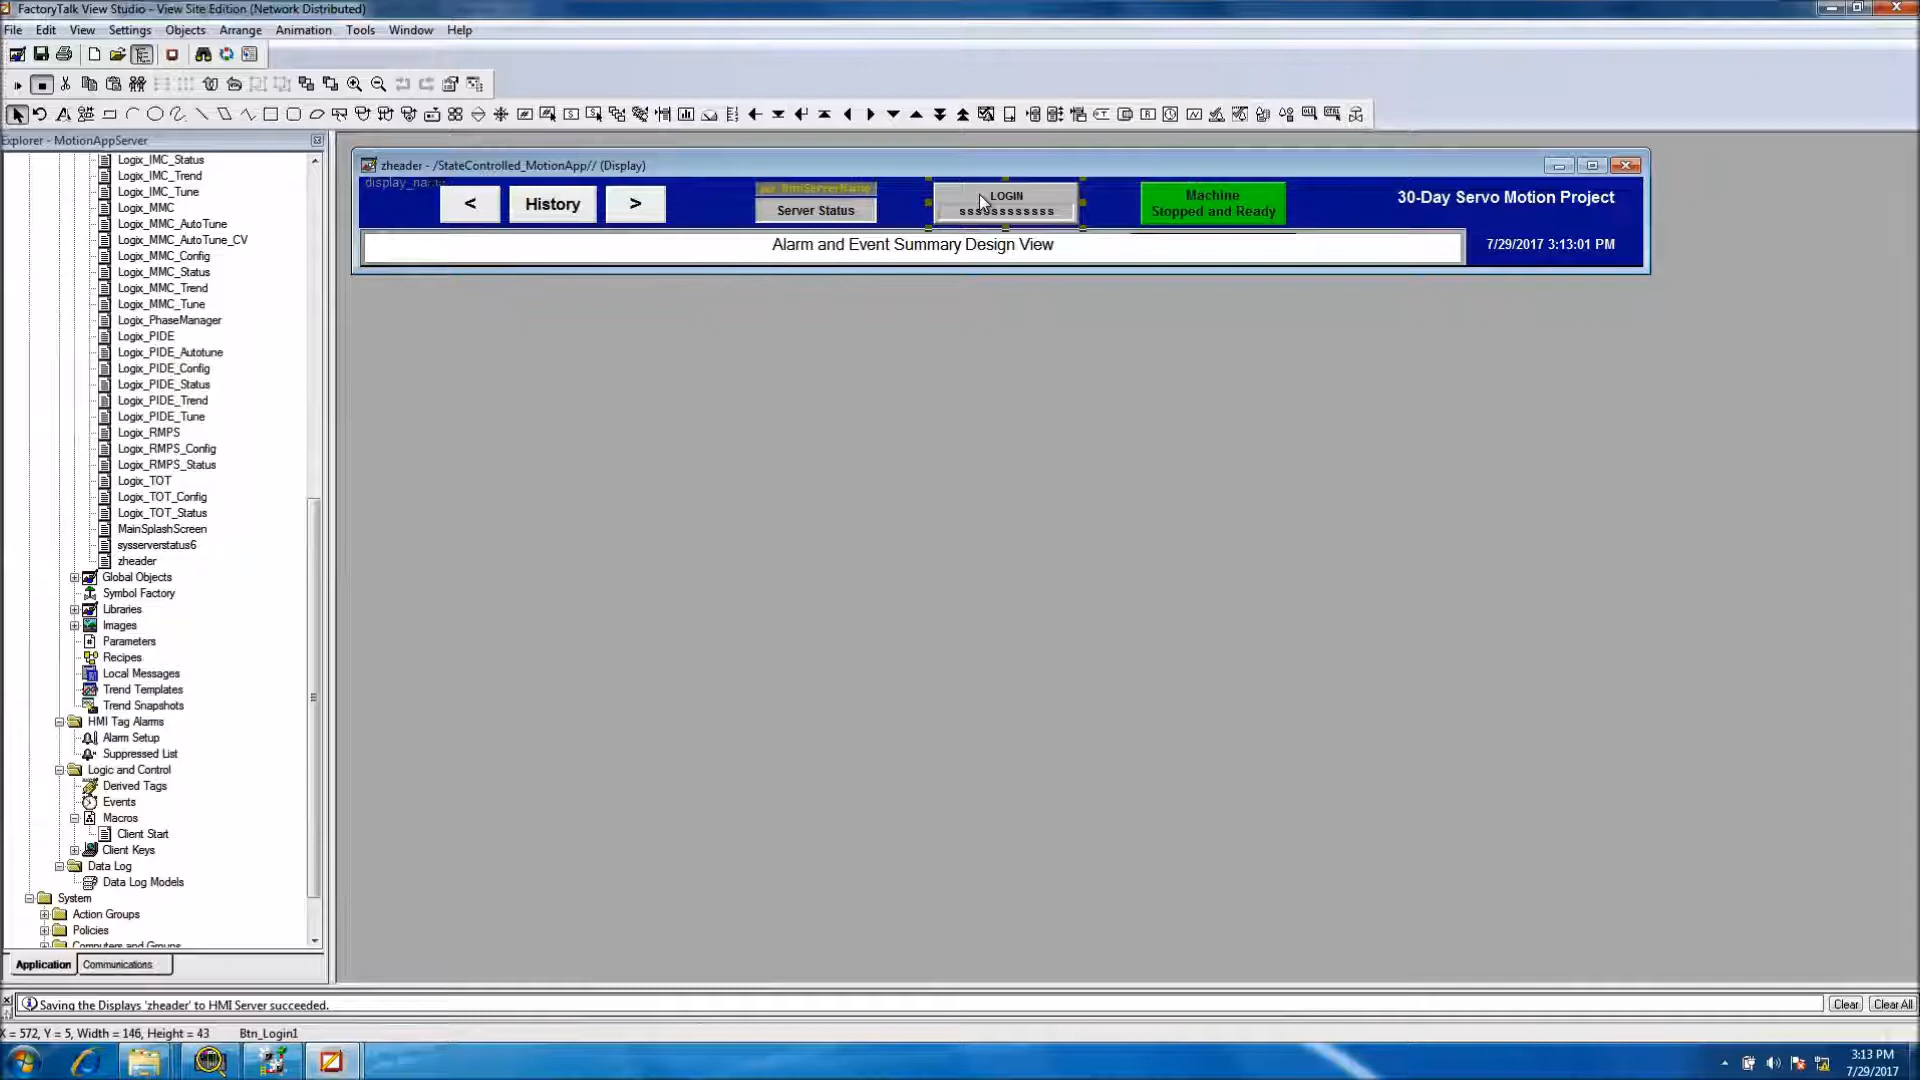 FactoryTalk View Studio - View Site Edition (Network Distributed)
File Edit View Settings Objects Arrange Animation Tools Window Help
Explorer - MotionAppServer
Logix_IMC_Status
Logix_IMC_Trend
Logix_IMC_Tune
Logix_MMC
Logix_MMC_AutoTune
Logix_MMC_AutoTune_CV
Logix_MMC_Config
Logix_MMC_Status
Logix_MMC_Trend
Logix_MMC_Tune
Logix_PhaseManager
Logix_PIDE
Logix_PIDE_Autotune
Logix_PIDE_Config
Logix_PIDE_Status
Logix_PIDE_Trend
Logix_PIDE_Tune
Logix_RMPS
Logix_RMPS_Config
Logix_RMPS_Status
Logix_TOT
Logix_TOT_Config
Logix_TOT_Status
MainSplashScreen
sysserverstatus6
zheader
Global Objects
Symbol Factory
Libraries
Images
Parameters
Recipes
Local Messages
Trend Templates
Trend Snapshots
HMI Tag Alarms
Alarm Setup
Suppressed List
Logic and Control
Derived Tags
Events
Macros
Client Start
Client Keys
Data Log
Data Log Models
System
Action Groups
Policies
Computers and Groups
Application Communications
zheader - /StateControlled_MotionApp// (Display)
display_name
< History >
HmiServerName
Server Status
LOGIN
ssssssssssss
Machine
Stopped and Ready
30-Day Servo Motion Project
Alarm and Event Summary Design View
7/29/2017 3:13:01 PM
Saving the Displays 'zheader' to HMI Server succeeded.
Clear Clear All
X = 572, Y = 5, Width = 146, Height = 43 Btn_Login1
3:13 PM
7/29/2017